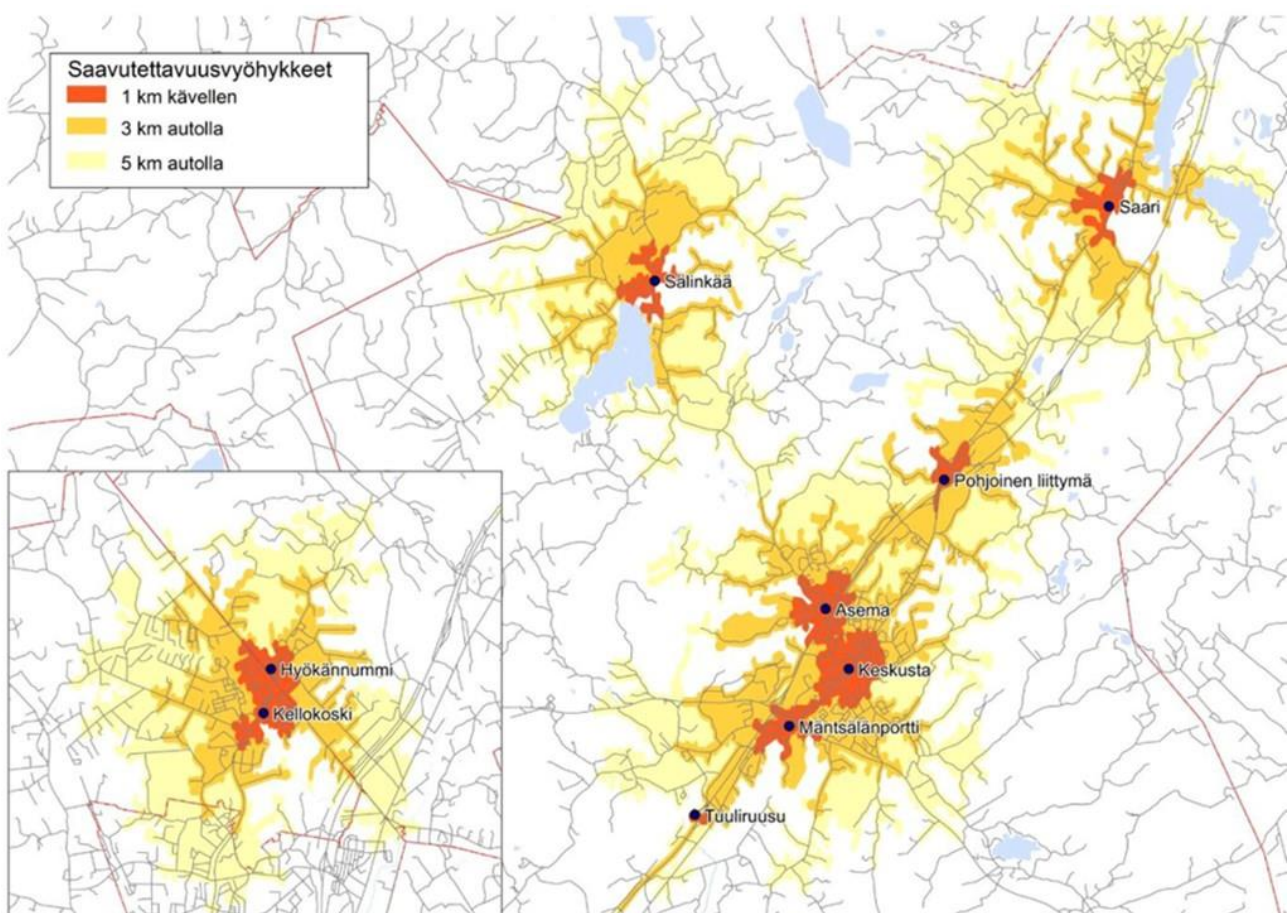 Saavutettavuusvyöhykkeet
1 km kävellen
3 km autolla
5 km autolla
Saari
Sälinkää
Pohjoinen liittymä
Asema
Keskusta
Mäntsälänportti
Tuuliruusu
Hyökännummi
Kellokoski